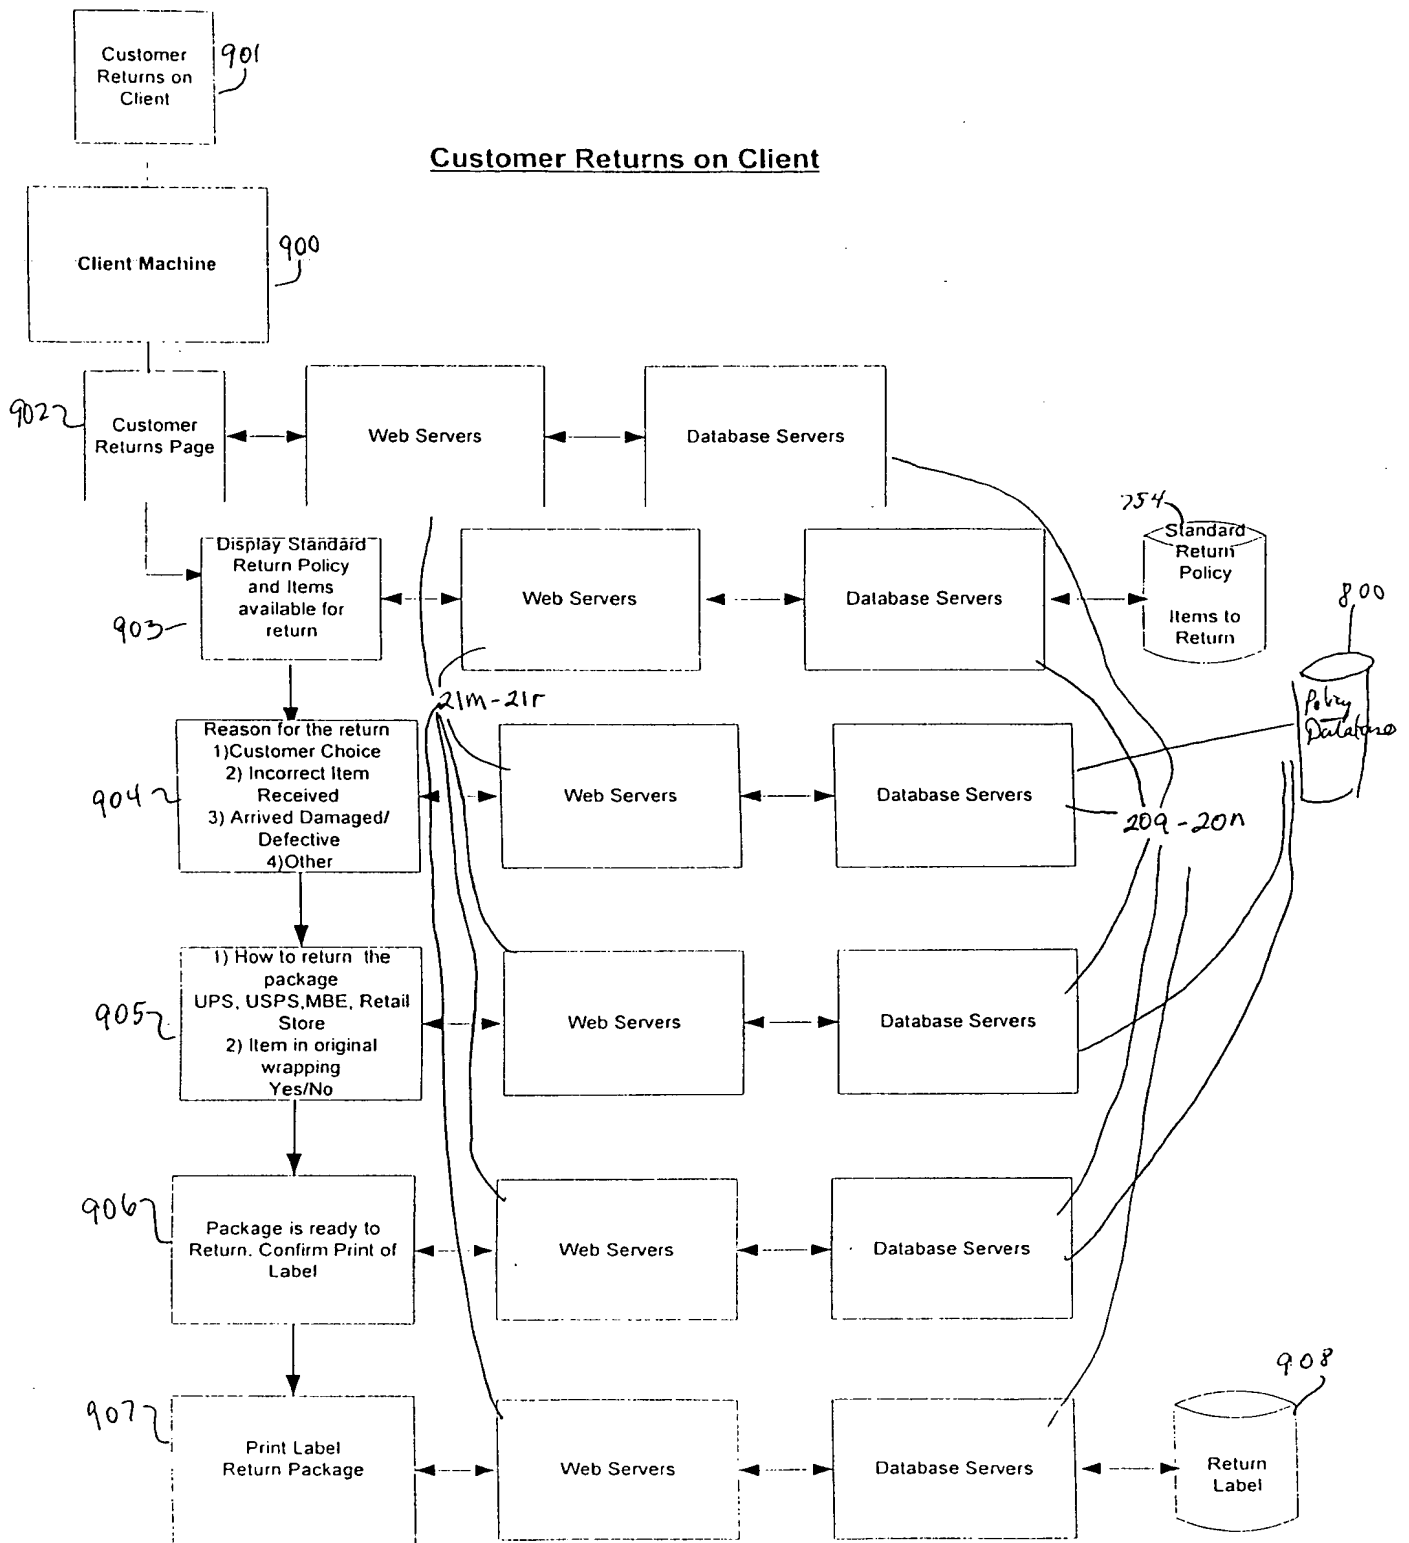 Customer
Returns on
Client
901
Customer Returns on Client
Client Machine
900
902
Customer
Returns Page
Web Servers
Database Servers
Display Standard
Return Policy
and Items
available for
return
903
Web Servers
Database Servers
Standard
Return
Policy
Items to
Return
800
Policy
Database
21m-21r
Reason for the return
1)Customer Choice
2) Incorrect Item
Received
3) Arrived Damaged/
Defective
4)Other
904
Web Servers
Database Servers
1) How to return the
package
UPS, USPS,MBE, Retail
Store
2) Item in original
wrapping
Yes/No
905
Web Servers
Database Servers
906
Package is ready to
Return. Confirm Print of
Label
Web Servers
Database Servers
907
Print Label
Return Package
Web Servers
Database Servers
908
Return
Label